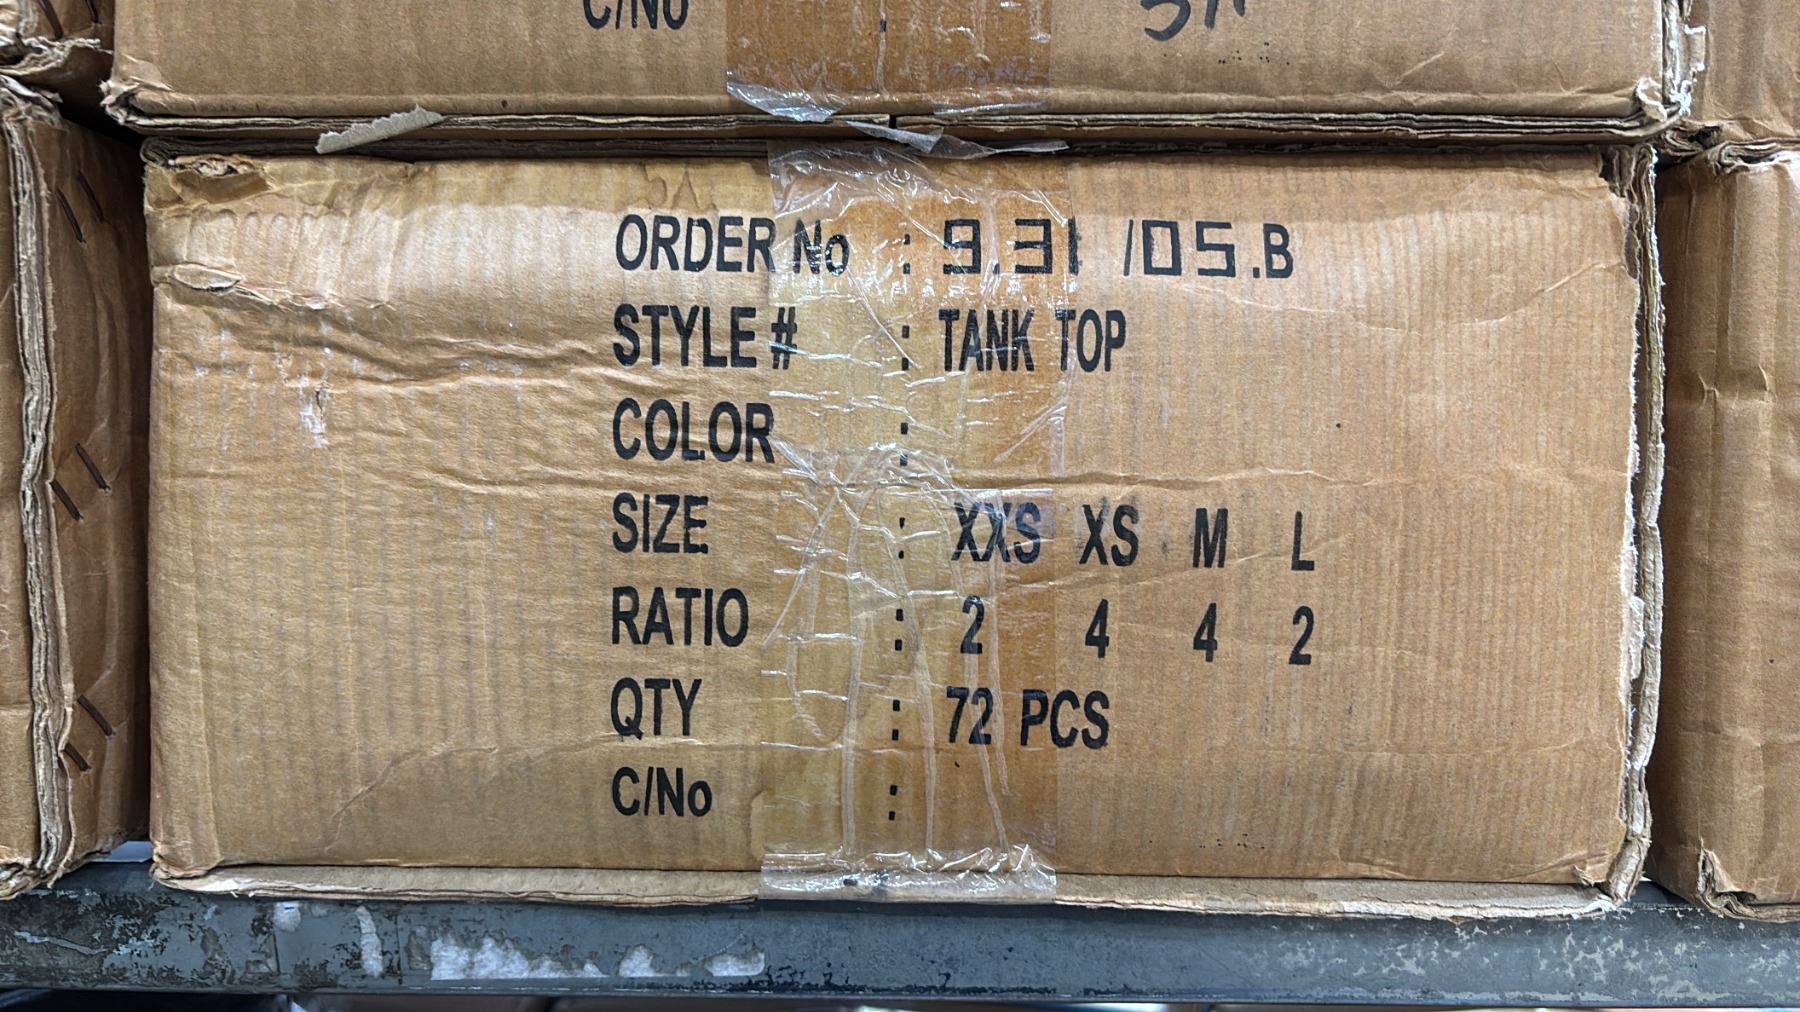 C/No :
ORDER No : 9.31 /05.B
STYLE # : TANK TOP
COLOR :
SIZE : XXS XS M L
RATIO : 2 4 4 2
QTY : 72 PCS
C/No :